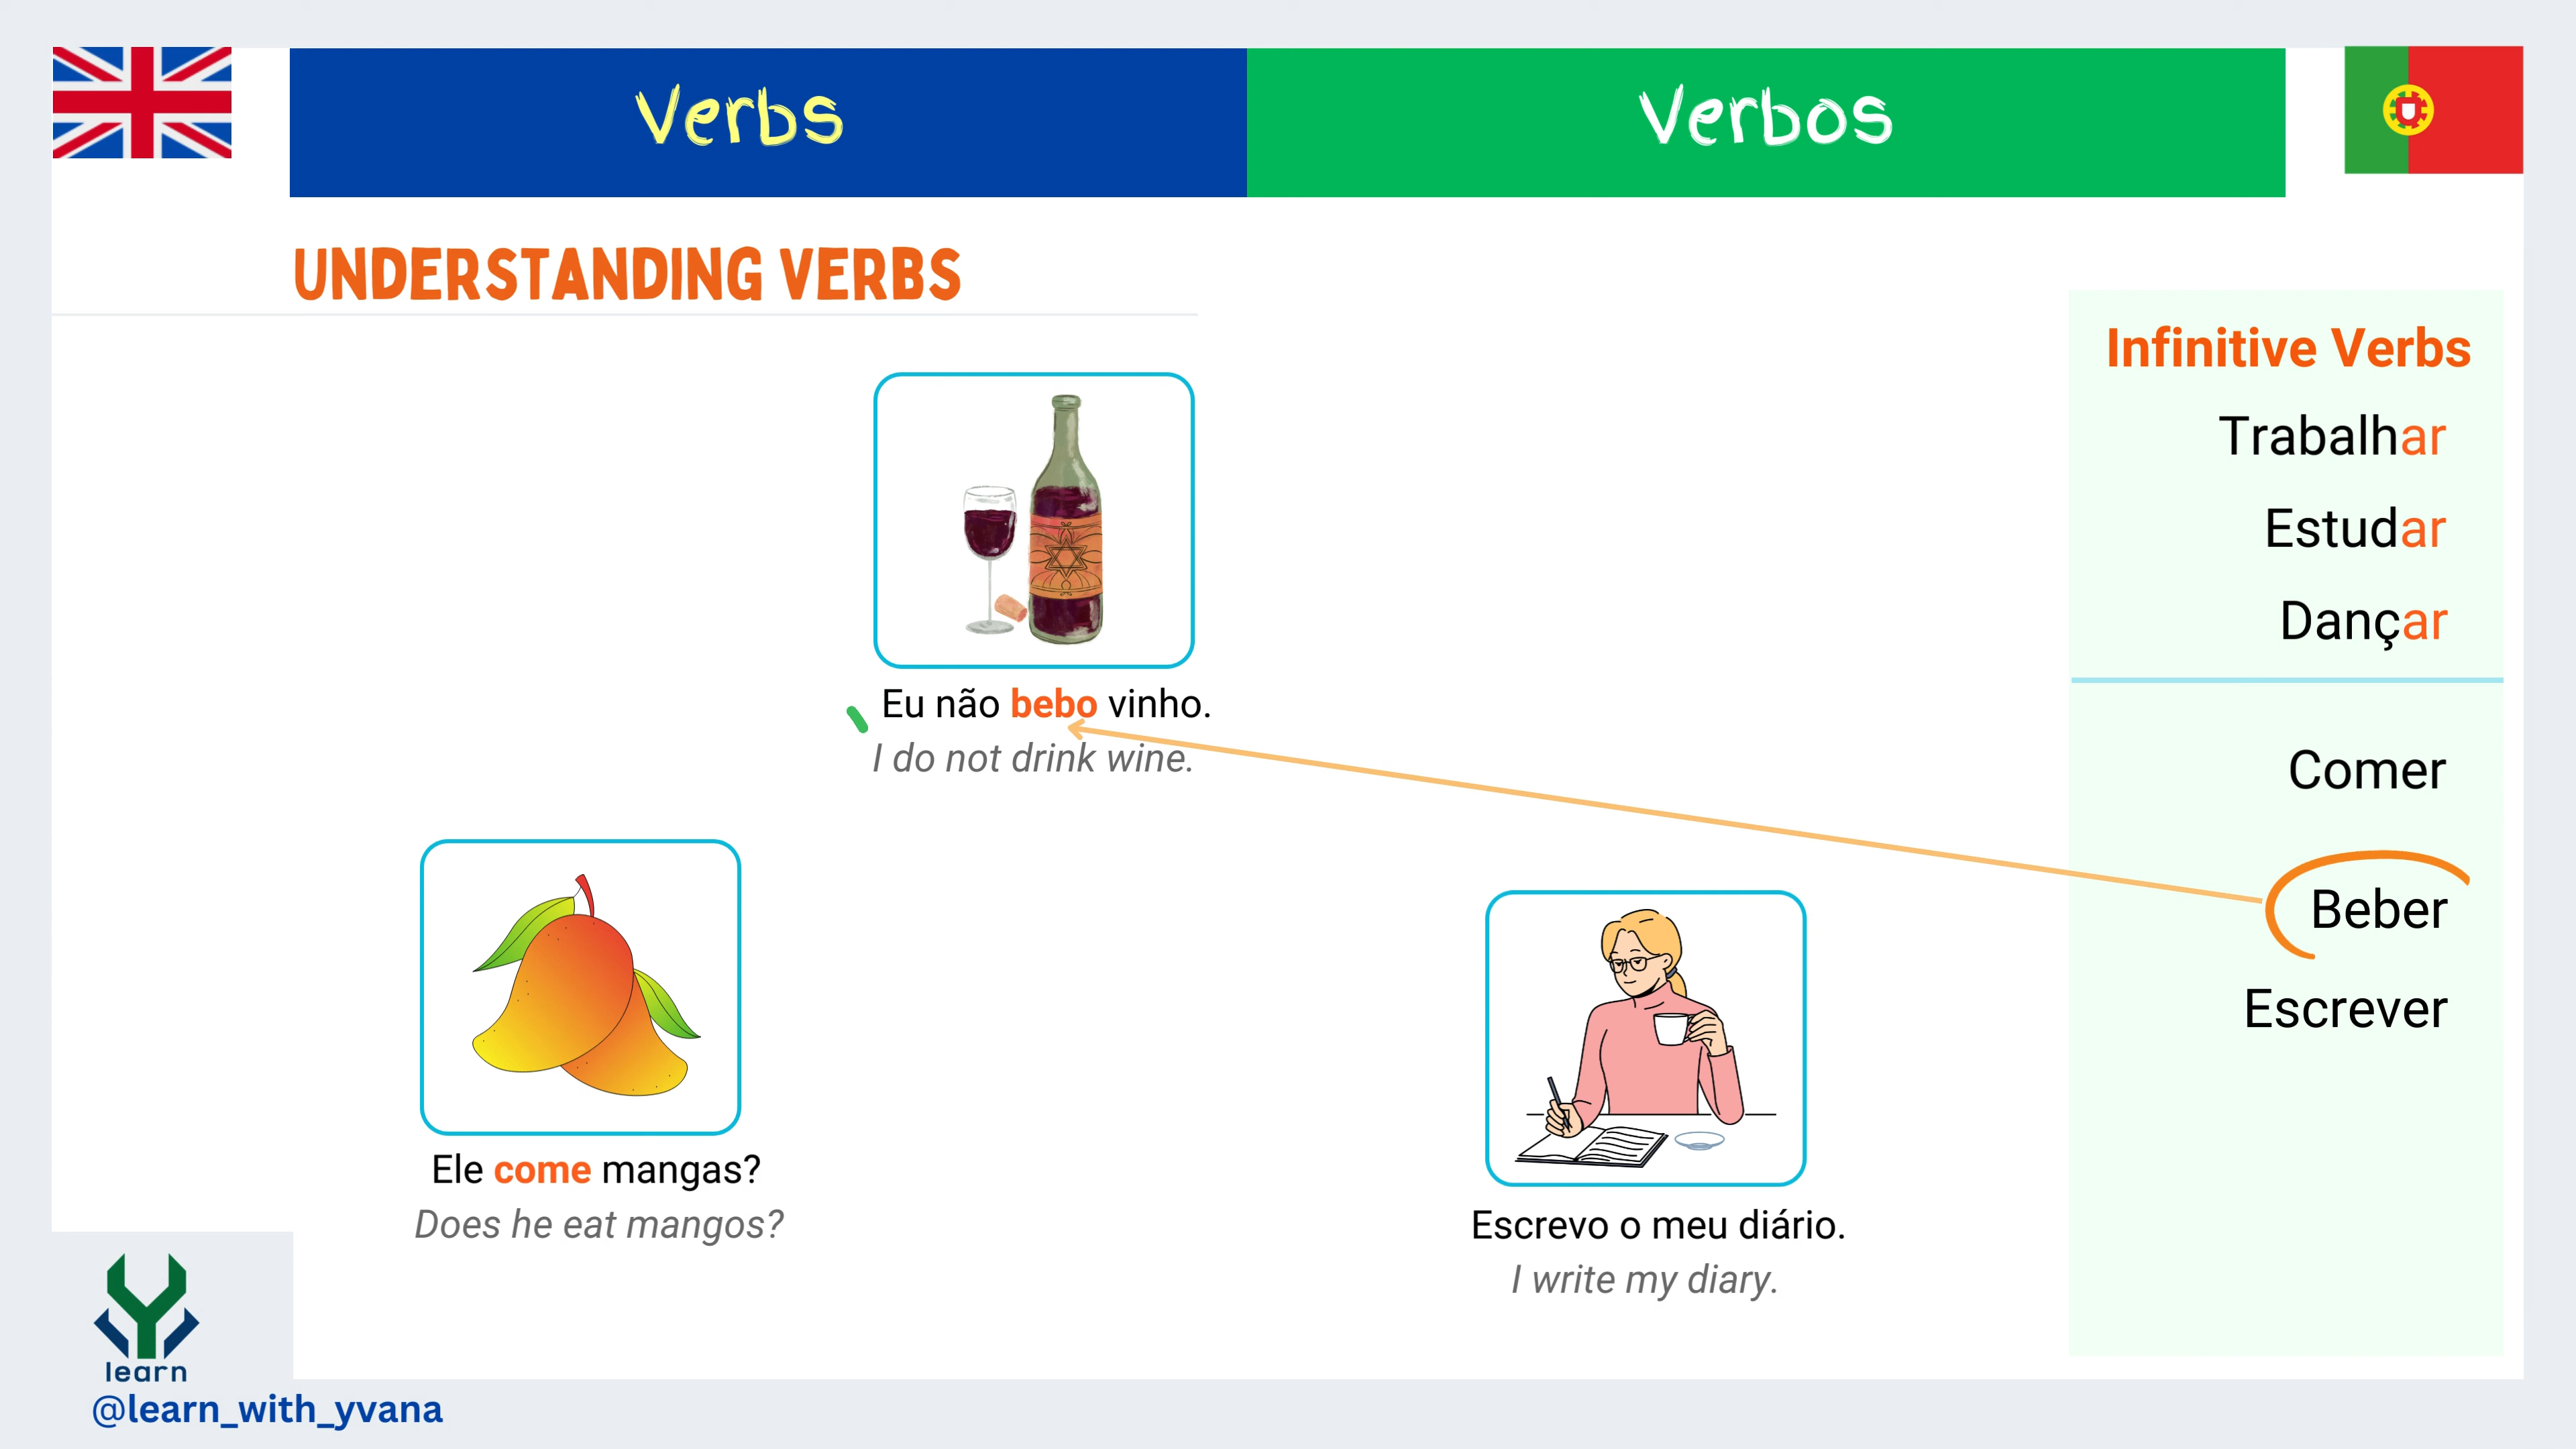 Verbs
Verbos
UNDERSTANDING VERBS
Eu não bebo vinho.
I do not drink wine.
Ele come mangas?
Does he eat mangos?
Escrevo o meu diário.
I write my diary.
Infinitive Verbs
Trabalhar
Estudar
Dançar
Comer
Beber
Escrever
learn
@learn_with_yvana